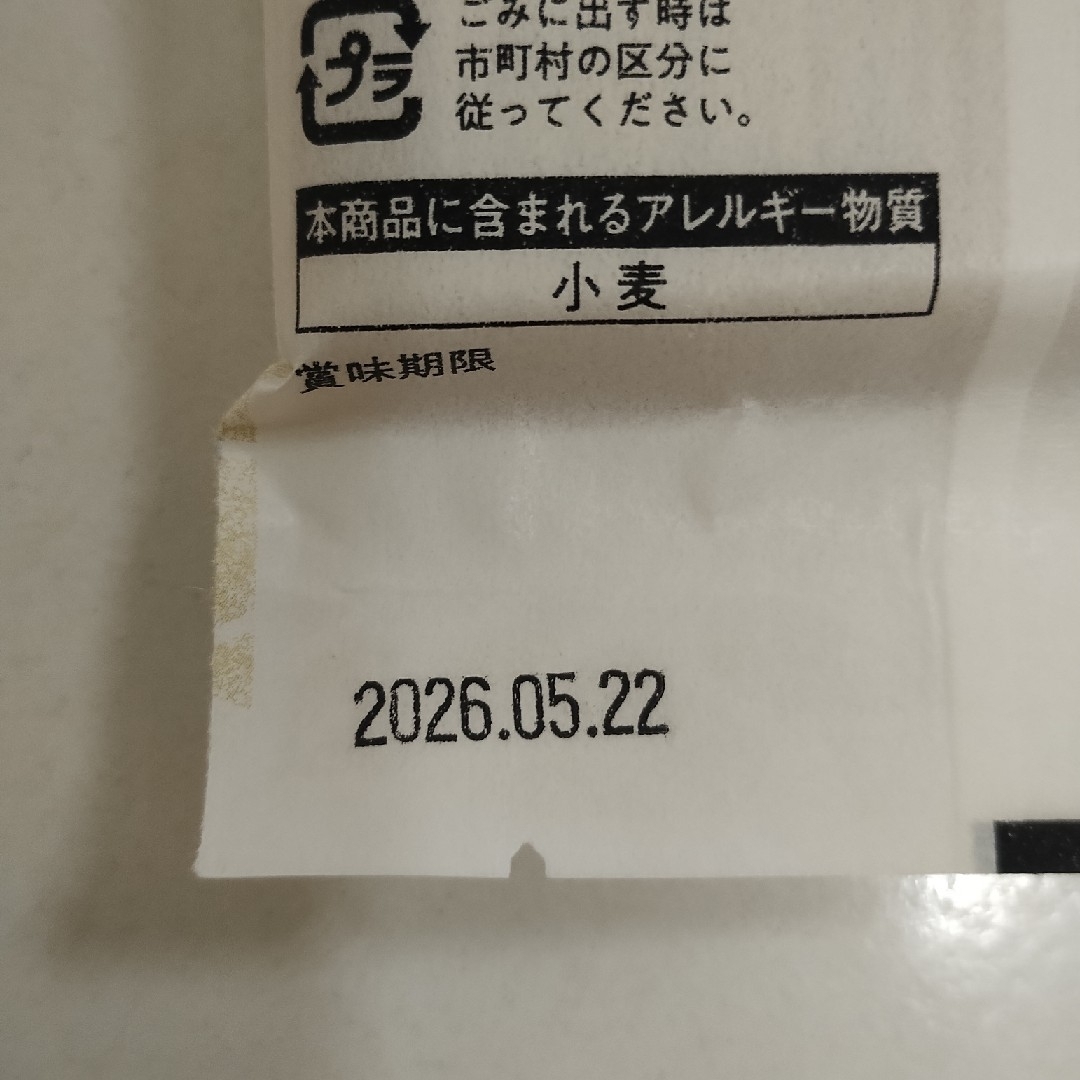 ごみに出す時は
プラ
市町村の区分に
従ってください。
本商品に含まれるアレルギー物質
小麦
賞味期限
2026.05.22